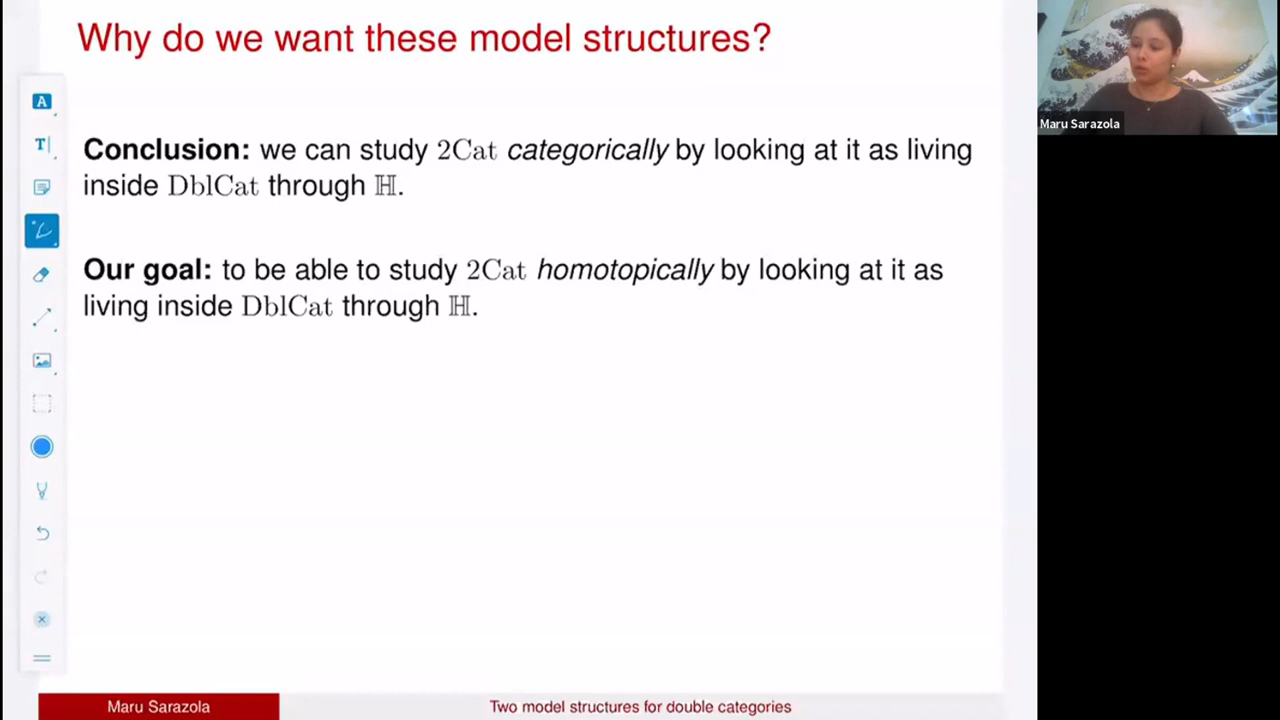 Why do we want these model structures?
Conclusion: we can study 2Cat categorically by looking at it as living
inside DblCat through ℍ.
Our goal: to be able to study 2Cat homotopically by looking at it as
living inside DblCat through ℍ.
Maru Sarazola
Two model structures for double categories
Maru Sarazola
A
T